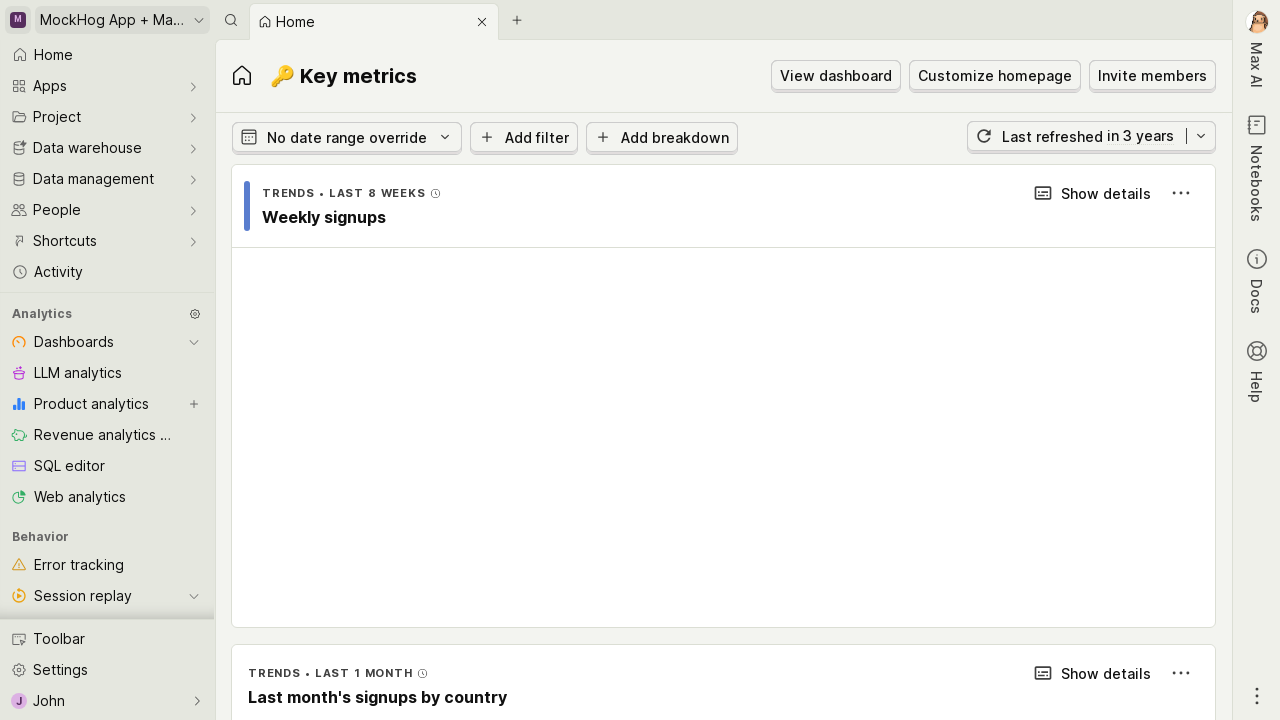 M
MockHog App + Ma...
Home
Home
Apps
Project
Data warehouse
Data management
People
Shortcuts
Activity
Analytics
Dashboards
LLM analytics
Product analytics
Revenue analytics ...
SQL editor
Web analytics
Behavior
Error tracking
Session replay
Toolbar
Settings
J John
🔑 Key metrics
View dashboard
Customize homepage
Invite members
No date range override
Add filter
Add breakdown
Last refreshed in 3 years
TRENDS • LAST 8 WEEKS
Show details
Weekly signups
TRENDS • LAST 1 MONTH
Show details
Last month's signups by country
Max AI
Notebooks
Docs
Help